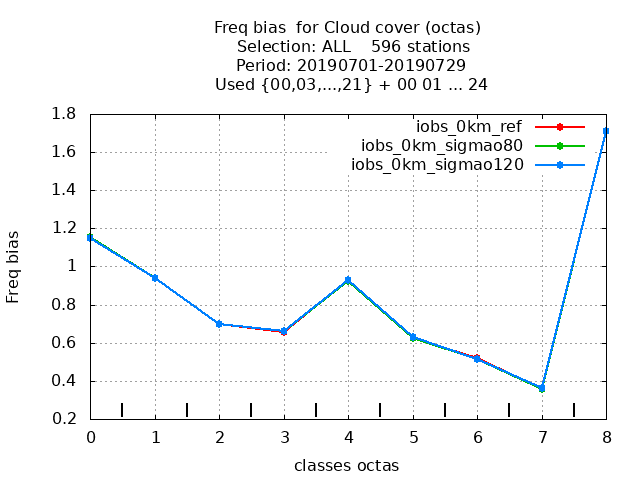 Freq bias  for Cloud cover (octas)
Selection: ALL    596 stations
Period: 20190701-20190729
Used {00,03,...,21} + 00 01 ... 24
iobs_0km_ref
iobs_0km_sigmao80
iobs_0km_sigmao120
Freq bias
1.8
1.6
1.4
1.2
1
0.8
0.6
0.4
0.2
0 1 2 3 4 5 6 7 8
classes octas